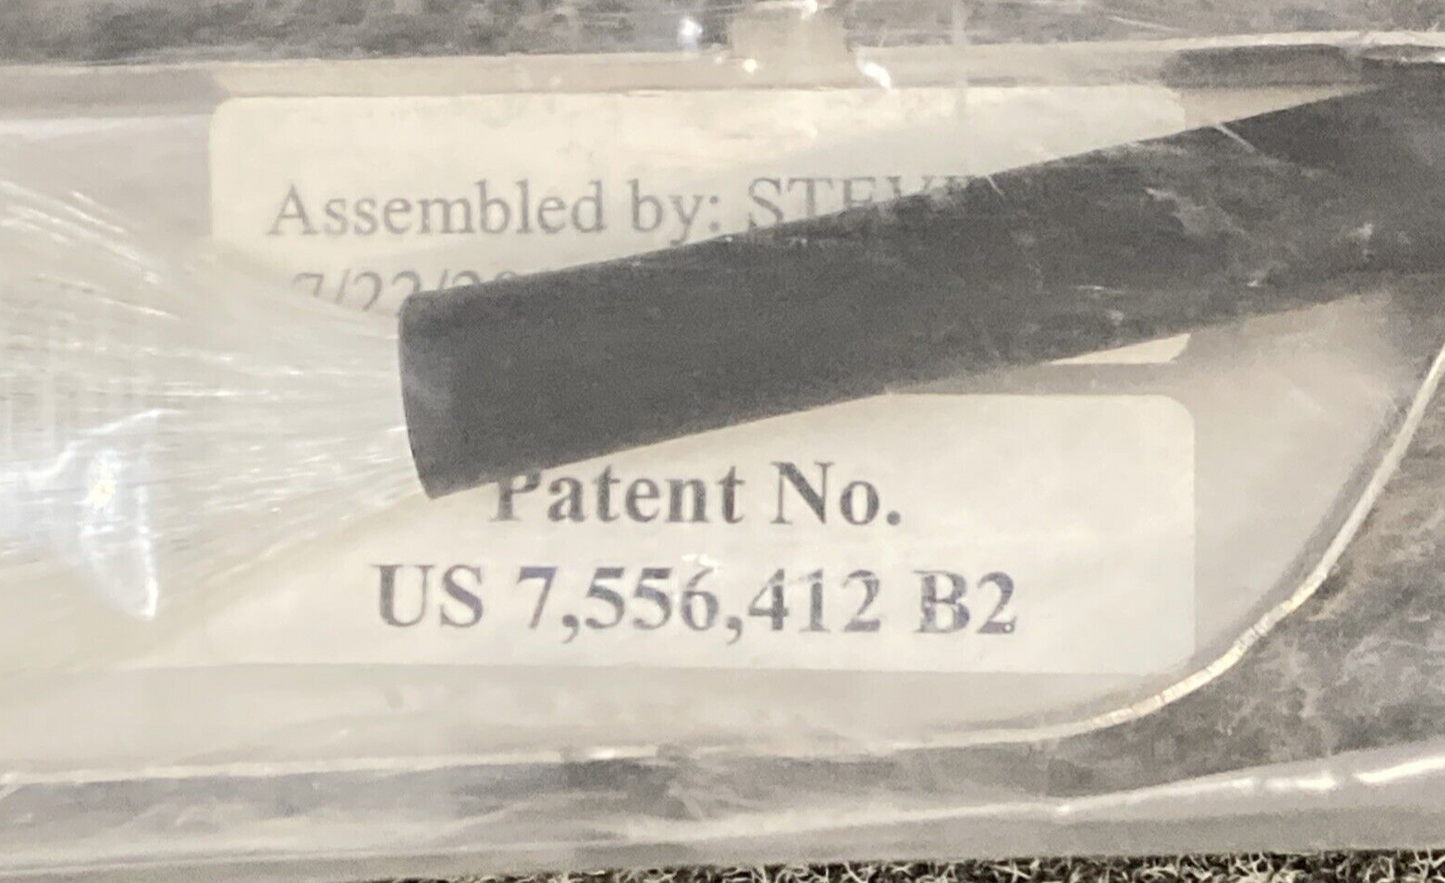 Assembled by:
Patent No.
US 7,556,412 B2